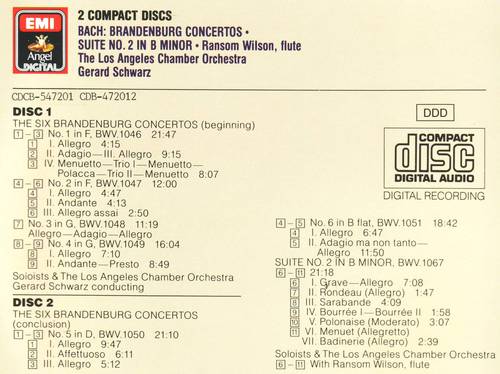 EMI
Angel
DIGITAL
2 COMPACT DISCS
BACH: BRANDENBURG CONCERTOS •
SUITE NO. 2 IN B MINOR • Ransom Wilson, flute
The Los Angeles Chamber Orchestra
Gerard Schwarz
CDCB-547201 CDB-472012
DISC 1
THE SIX BRANDENBURG CONCERTOS (beginning)
1 – 3 No. 1 in F, BWV.1046 21:47
1 I. Allegro 4:15
2 II. Adagio—III. Allegro 9:15
3 IV. Menuetto—Trio I—Menuetto—
Polacca—Trio II—Menuetto 8:07
4 – 6 No. 2 in F, BWV.1047 12:00
4 I. Allegro 4:47
5 II. Andante 4:13
6 III. Allegro assai 2:50
7 No. 3 in G, BWV.1048 11:19
Allegro—Adagio—Allegro
8 – 9 No. 4 in G, BWV.1049 16:04
8 I. Allegro 7:10
9 II. Andante—Presto 8:49
Soloists & The Los Angeles Chamber Orchestra
Gerard Schwarz conducting
DISC 2
THE SIX BRANDENBURG CONCERTOS
(conclusion)
1 – 3 No. 5 in D, BWV.1050 21:10
1 I. Allegro 9:47
2 II. Affettuoso 6:11
3 III. Allegro 5:12
DDD
COMPACT
disc
DIGITAL AUDIO
DIGITAL RECORDING
4 – 5 No. 6 in B flat, BWV.1051 18:42
4 I. Allegro 6:47
5 II. Adagio ma non tanto—
Allegro 11:50
SUITE NO. 2 IN B MINOR, BWV.1067
6 – 11 21:18
6 I. Grave—Allegro 7:08
7 II. Rondeau (Allegro) 1:47
8 III. Sarabande 4:09
9 IV. Bourrée I—Bourrée II 1:58
10 V. Polonaise (Moderato) 3:07
11 VI. Menuet (Allegretto)
VII. Badinerie (Allegro) 2:39
Soloists & The Los Angeles Chamber Orchestra
6 – 11 With Ransom Wilson, flute